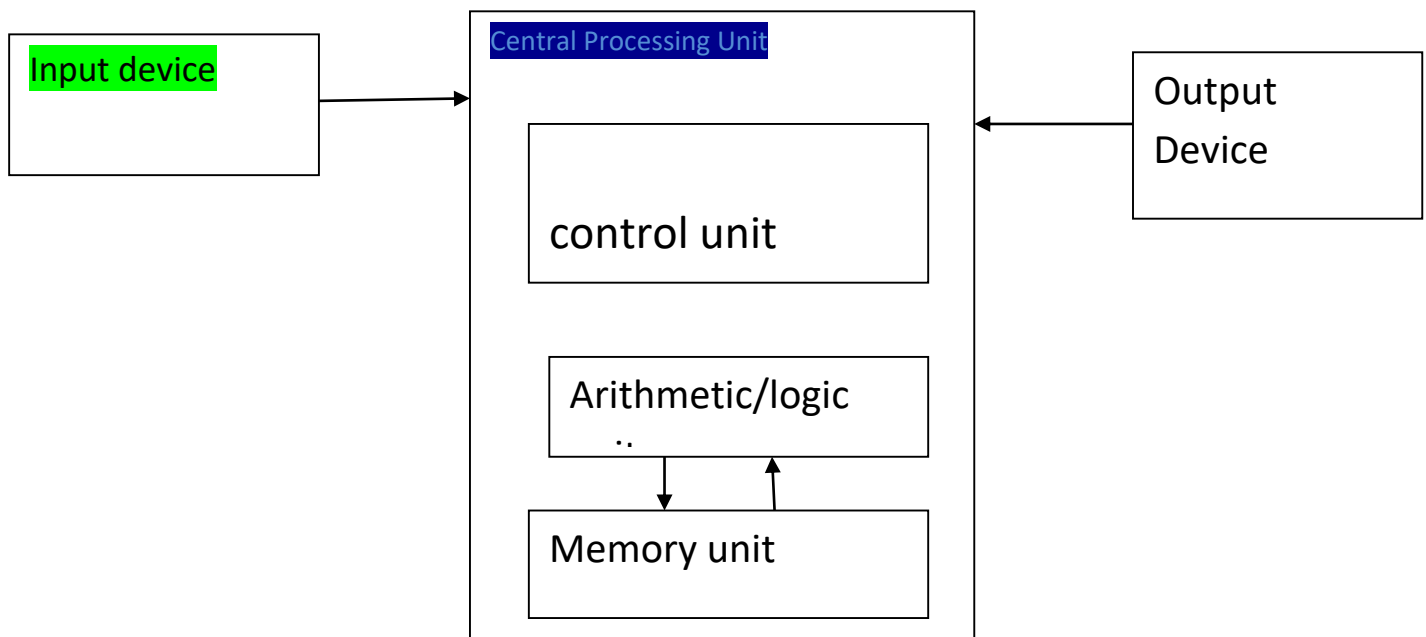 Input device
Central Processing Unit
Output
Device
control unit
Arithmetic/logic
Memory unit